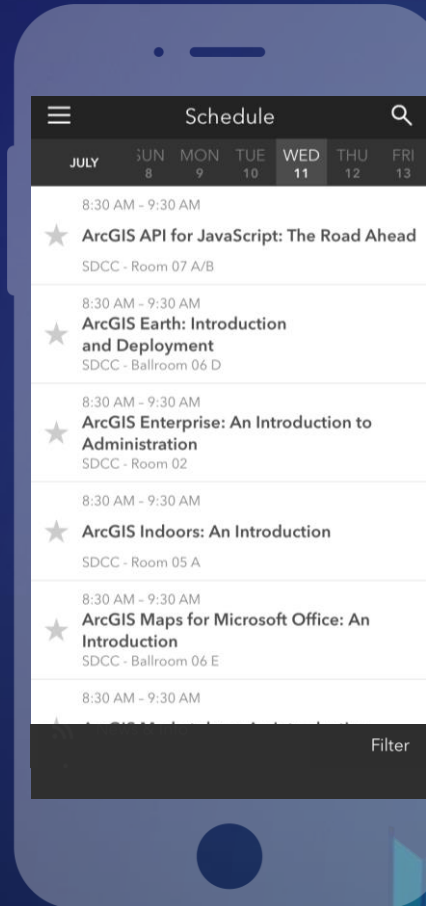 Schedule
JULY
SUN MON TUE WED THU FRI
8 9 10 11 12 13
8:30 AM – 9:30 AM
ArcGIS API for JavaScript: The Road Ahead
SDCC - Room 07 A/B
8:30 AM – 9:30 AM
ArcGIS Earth: Introduction
and Deployment
SDCC - Ballroom 06 D
8:30 AM – 9:30 AM
ArcGIS Enterprise: An Introduction to
Administration
SDCC - Room 02
8:30 AM – 9:30 AM
ArcGIS Indoors: An Introduction
SDCC - Room 05 A
8:30 AM – 9:30 AM
ArcGIS Maps for Microsoft Office: An
Introduction
SDCC - Ballroom 06 E
8:30 AM – 9:30 AM
Filter